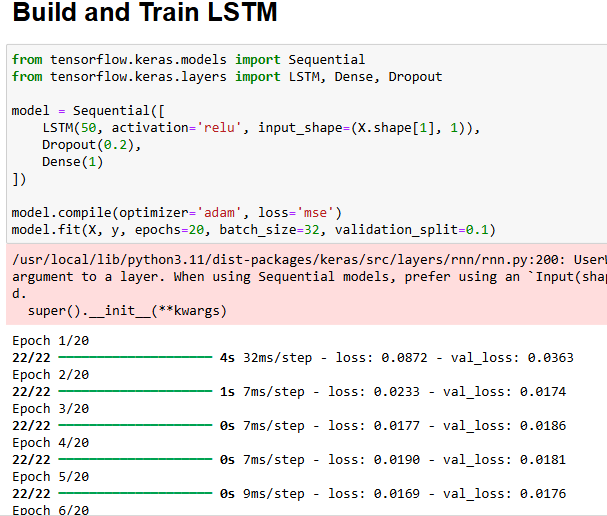 Build and Train LSTM
from tensorflow.keras.models import Sequential
from tensorflow.keras.layers import LSTM, Dense, Dropout
model = Sequential([
    LSTM(50, activation='relu', input_shape=(X.shape[1], 1)),
    Dropout(0.2),
    Dense(1)
])
model.compile(optimizer='adam', loss='mse')
model.fit(X, y, epochs=20, batch_size=32, validation_split=0.1)
/usr/local/lib/python3.11/dist-packages/keras/src/layers/rnn/rnn.py:200: User
argument to a layer. When using Sequential models, prefer using an `Input(sha
d.
  super().__init__(**kwargs)
Epoch 1/20
22/22 4s 32ms/step - loss: 0.0872 - val_loss: 0.0363
Epoch 2/20
22/22 1s 7ms/step - loss: 0.0233 - val_loss: 0.0174
Epoch 3/20
22/22 0s 7ms/step - loss: 0.0177 - val_loss: 0.0186
Epoch 4/20
22/22 0s 7ms/step - loss: 0.0190 - val_loss: 0.0181
Epoch 5/20
22/22 0s 9ms/step - loss: 0.0169 - val_loss: 0.0176
Epoch 6/20